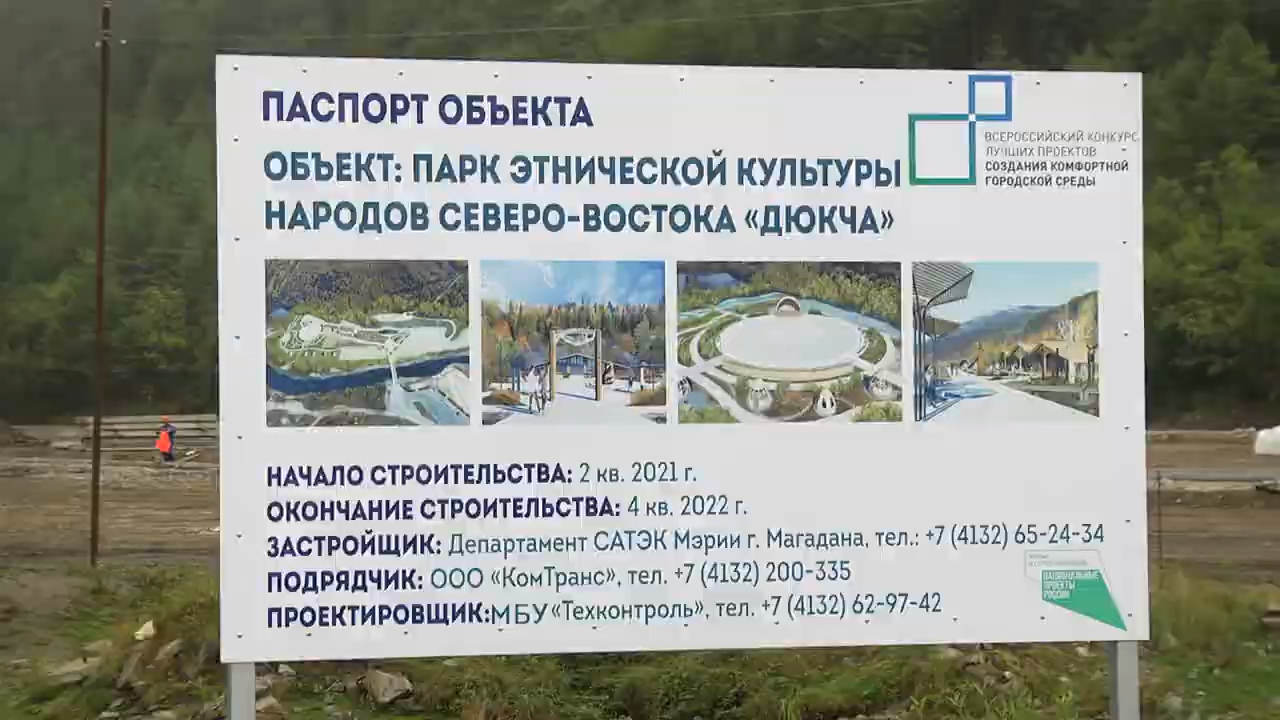 ПАСПОРТ ОБЪЕКТА
ВСЕРОССИЙСКИЙ КОНКУРС
ЛУЧШИХ ПРОЕКТОВ
СОЗДАНИЯ КОМФОРТНОЙ
ГОРОДСКОЙ СРЕДЫ
ОБЪЕКТ: ПАРК ЭТНИЧЕСКОЙ КУЛЬТУРЫ
НАРОДОВ СЕВЕРО-ВОСТОКА «ДЮКЧА»
НАЧАЛО СТРОИТЕЛЬСТВА: 2 кв. 2021 г.
ОКОНЧАНИЕ СТРОИТЕЛЬСТВА: 4 кв. 2022 г.
ЗАСТРОЙЩИК: Департамент САТЭК Мэрии г. Магадана, тел.: +7 (4132) 65-24-34
ПОДРЯДЧИК: ООО «КомТранс», тел. +7 (4132) 200-335
ПРОЕКТИРОВЩИК:МБУ «Техконтроль», тел. +7 (4132) 62-97-42
НАЦИОНАЛЬНЫЕ
ПРОЕКТЫ
РОССИИ